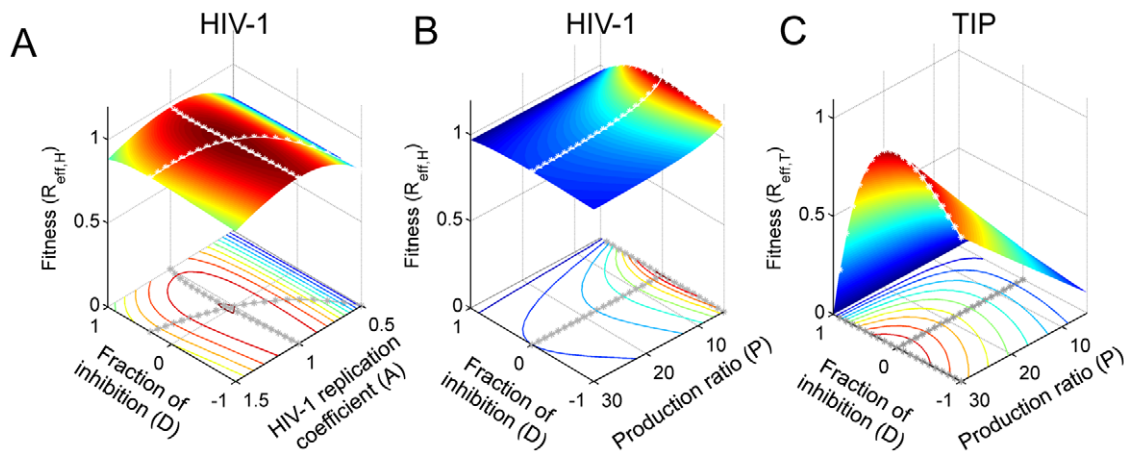 A
HIV-1
Fitness (R_eff,H)
1
0.5
0
1
0
-1
Fraction of
inhibition (D)
1.5
1
0.5
HIV-1 replication
coefficient (A)
B
HIV-1
Fitness (R_eff,H)
1
0.5
0
1
0
-1
Fraction of
inhibition (D)
30
20
10
Production ratio (P)
C
TIP
Fitness (R_eff,T)
1
0.5
0
1
0
-1
Fraction of
inhibition (D)
30
20
10
Production ratio (P)